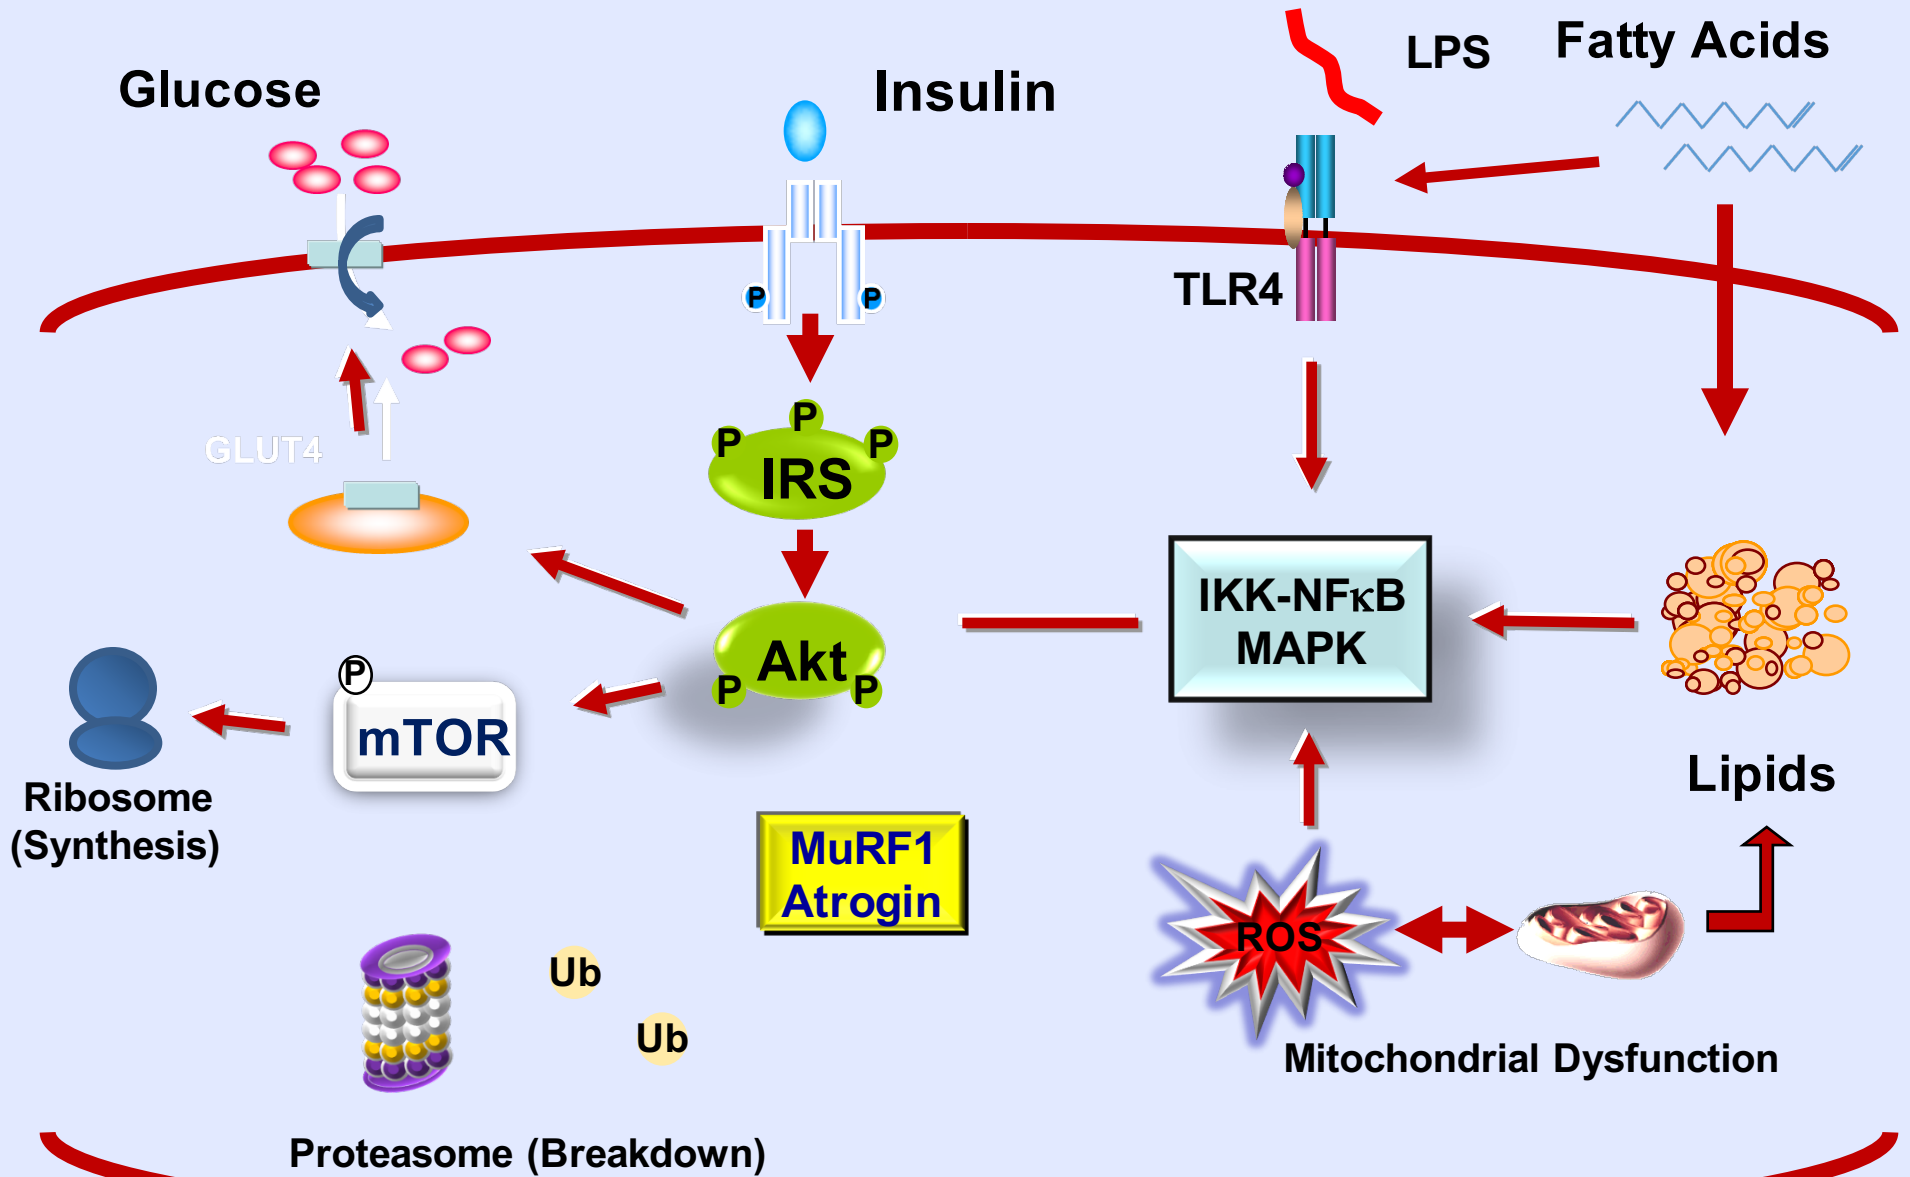 Glucose
Insulin
LPS
Fatty Acids
P
P
TLR4
GLUT4
P
P
P
IRS
Akt
P
P
IKK-NFκB
MAPK
P
mTOR
Ribosome
(Synthesis)
Lipids
MuRF1
Atrogin
ROS
Ub
Ub
Mitochondrial Dysfunction
Proteasome (Breakdown)